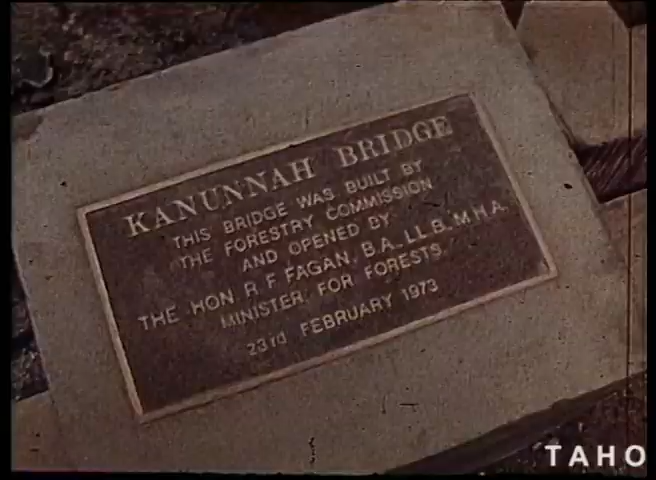 KANUNNAH BRIDGE
THIS BRIDGE WAS BUILT BY
THE FORESTRY COMMISSION
AND OPENED BY
THE HON. R F FAGAN, B.A., LL.B., M.H.A.
MINISTER FOR FORESTS.
23rd FEBRUARY 1973
TAHO